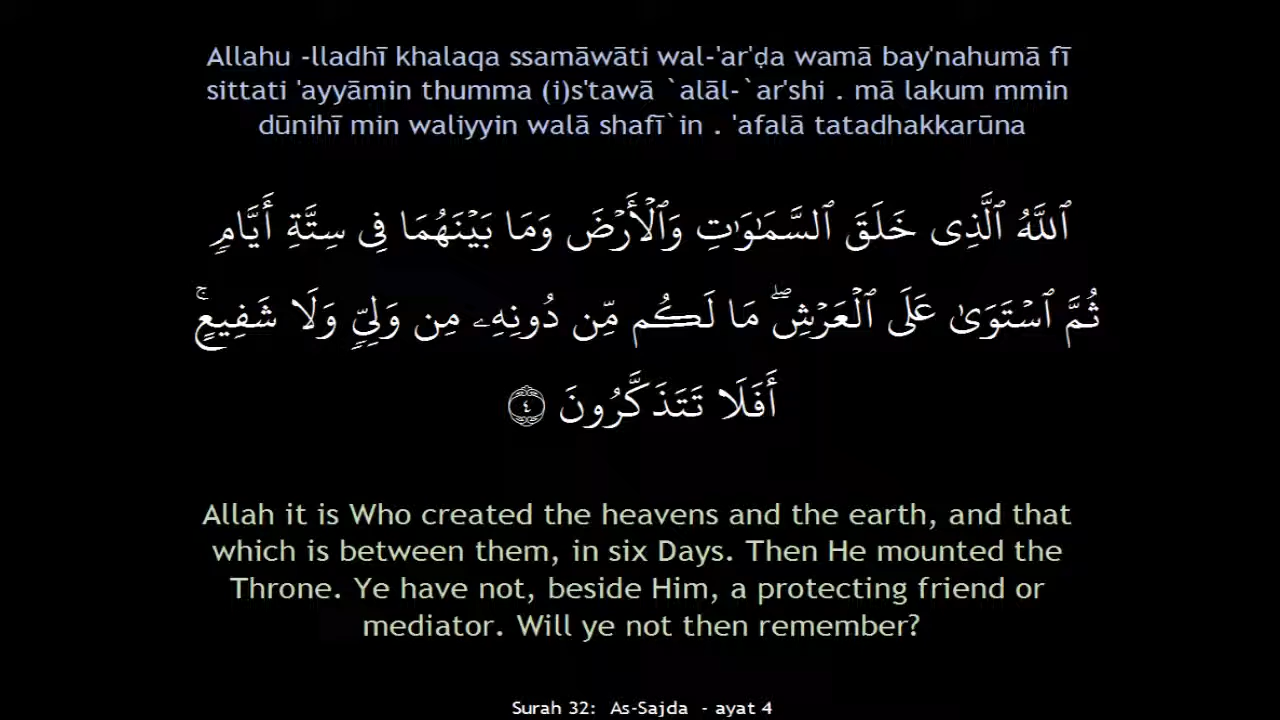 Allahu -lladhī khalaqa ssamāwāti wal-'ar'ḍa wamā bay'nahumā fī
sittati 'ayyāmin thumma (i)s'tawā `alāl-`ar'shi . mā lakum mmin
dūnihī min waliyyin walā shafī`in . 'afalā tatadhakkarūna
ٱللَّهُ ٱلَّذِى خَلَقَ ٱلسَّمَـٰوَٰتِ وَٱلْأَرْضَ وَمَا بَيْنَهُمَا فِى سِتَّةِ أَيَّامٍۢ
ثُمَّ ٱسْتَوَىٰ عَلَى ٱلْعَرْشِ ۖ مَا لَكُم مِّن دُونِهِۦ مِن وَلِىٍّۢ وَلَا شَفِيعٍ ۚ
أَفَلَا تَتَذَكَّرُونَ ٤
Allah it is Who created the heavens and the earth, and that
which is between them, in six Days. Then He mounted the
Throne. Ye have not, beside Him, a protecting friend or
mediator. Will ye not then remember?
Surah 32: As-Sajda - ayat 4